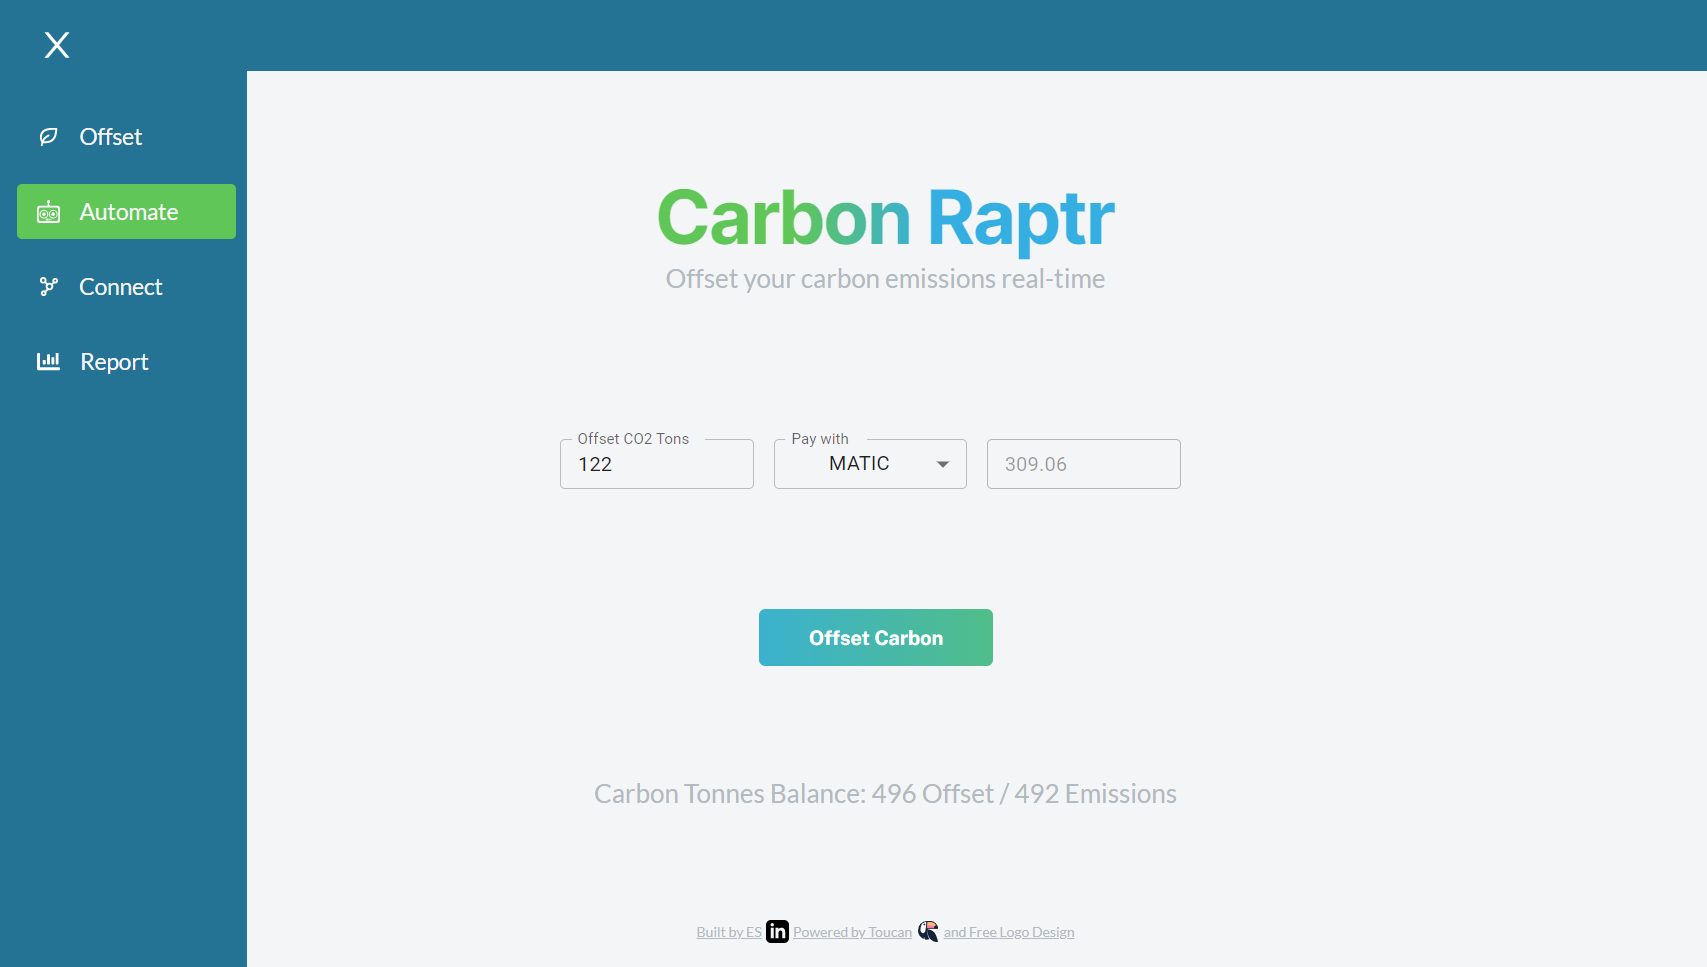 Offset
Automate
Connect
Report
Carbon Raptr
Offset your carbon emissions real-time
Offset CO2 Tons
122
Pay with
MATIC
309.06
Offset Carbon
Carbon Tonnes Balance: 496 Offset / 492 Emissions
Built by ES in Powered by Toucan and Free Logo Design